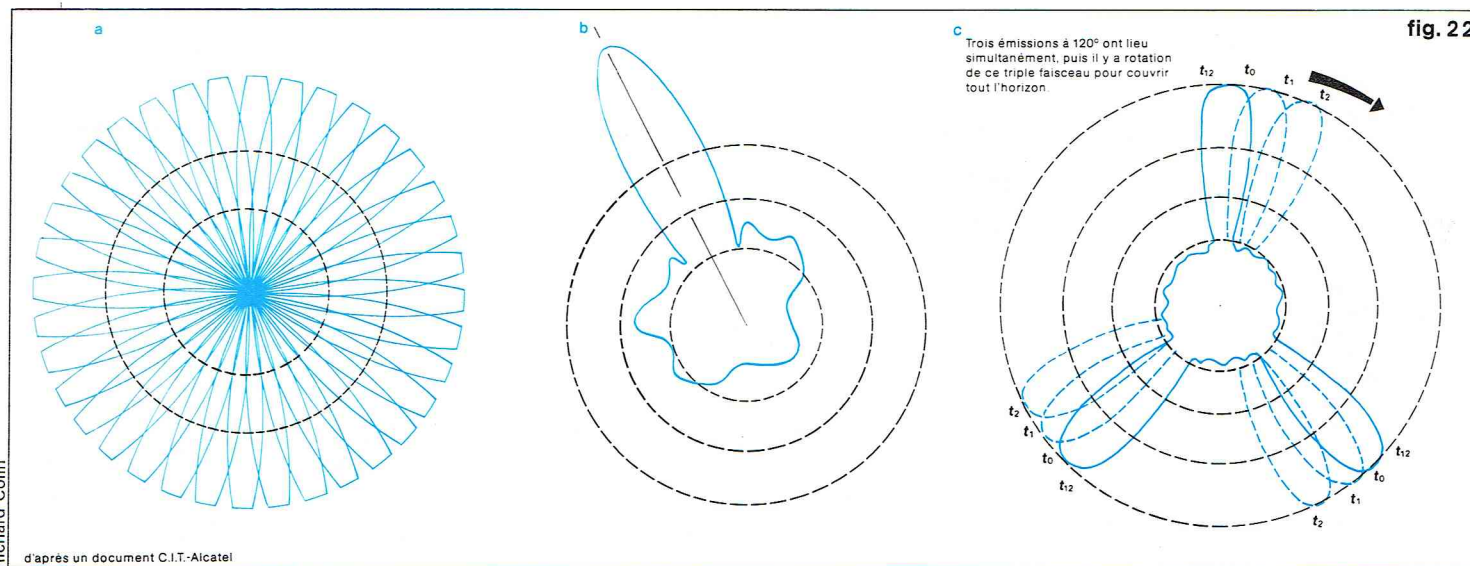 a
b
c
fig. 22
Trois émissions à 120° ont lieu
simultanément, puis il y a rotation
de ce triple faisceau pour couvrir
tout l'horizon.
t12
t0
t1
t2
t2
t1
t0
t12
t12
t0
t1
t2
d'après un document C.I.T.-Alcatel